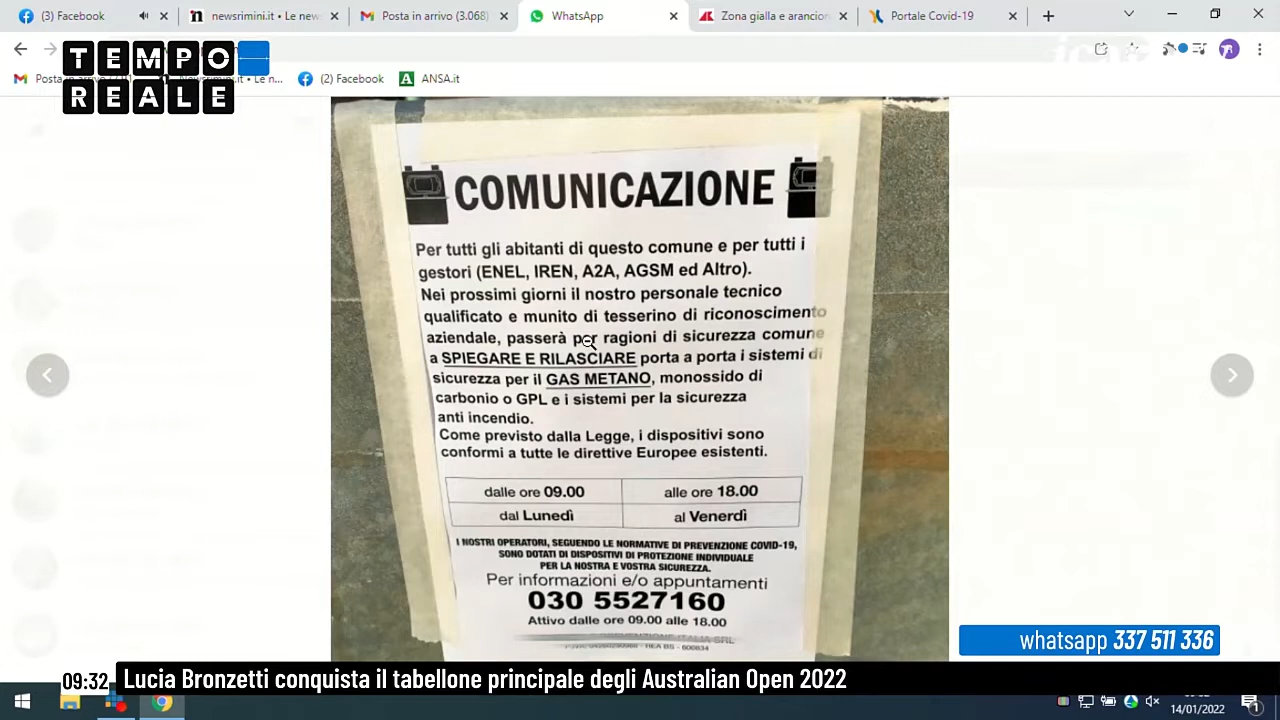 (3) Facebook
newsrimini.it • Le new
Posta in arrivo (3.068)
WhatsApp
Zona gialla e arancion
Portale Covid-19
TEMPO
REALE
Posta in arrivo
(2) Facebook
ANSA.it
COMUNICAZIONE
Per tutti gli abitanti di questo comune e per tutti i
gestori (ENEL, IREN, A2A, AGSM ed Altro).
Nei prossimi giorni il nostro personale tecnico
qualificato e munito di tesserino di riconoscimento
aziendale, passerà per ragioni di sicurezza comune
a SPIEGARE E RILASCIARE porta a porta i sistemi di
sicurezza per il GAS METANO, monossido di
carbonio o GPL e i sistemi per la sicurezza
anti incendio.
Come previsto dalla Legge, i dispositivi sono
conformi a tutte le direttive Europee esistenti.
dalle ore 09.00 alle ore 18.00
dal Lunedì al Venerdì
I NOSTRI OPERATORI, SEGUENDO LE NORMATIVE DI PREVENZIONE COVID-19,
SONO DOTATI DI DISPOSITIVI DI PROTEZIONE INDIVIDUALE
PER LA NOSTRA E VOSTRA SICUREZZA.
Per informazioni e/o appuntamenti
030 5527160
Attivo dalle ore 09.00 alle 18.00
ITALIA SRL
REA BS - 600834
whatsapp 337 511 336
09:32 Lucia Bronzetti conquista il tabellone principale degli Australian Open 2022
14/01/2022